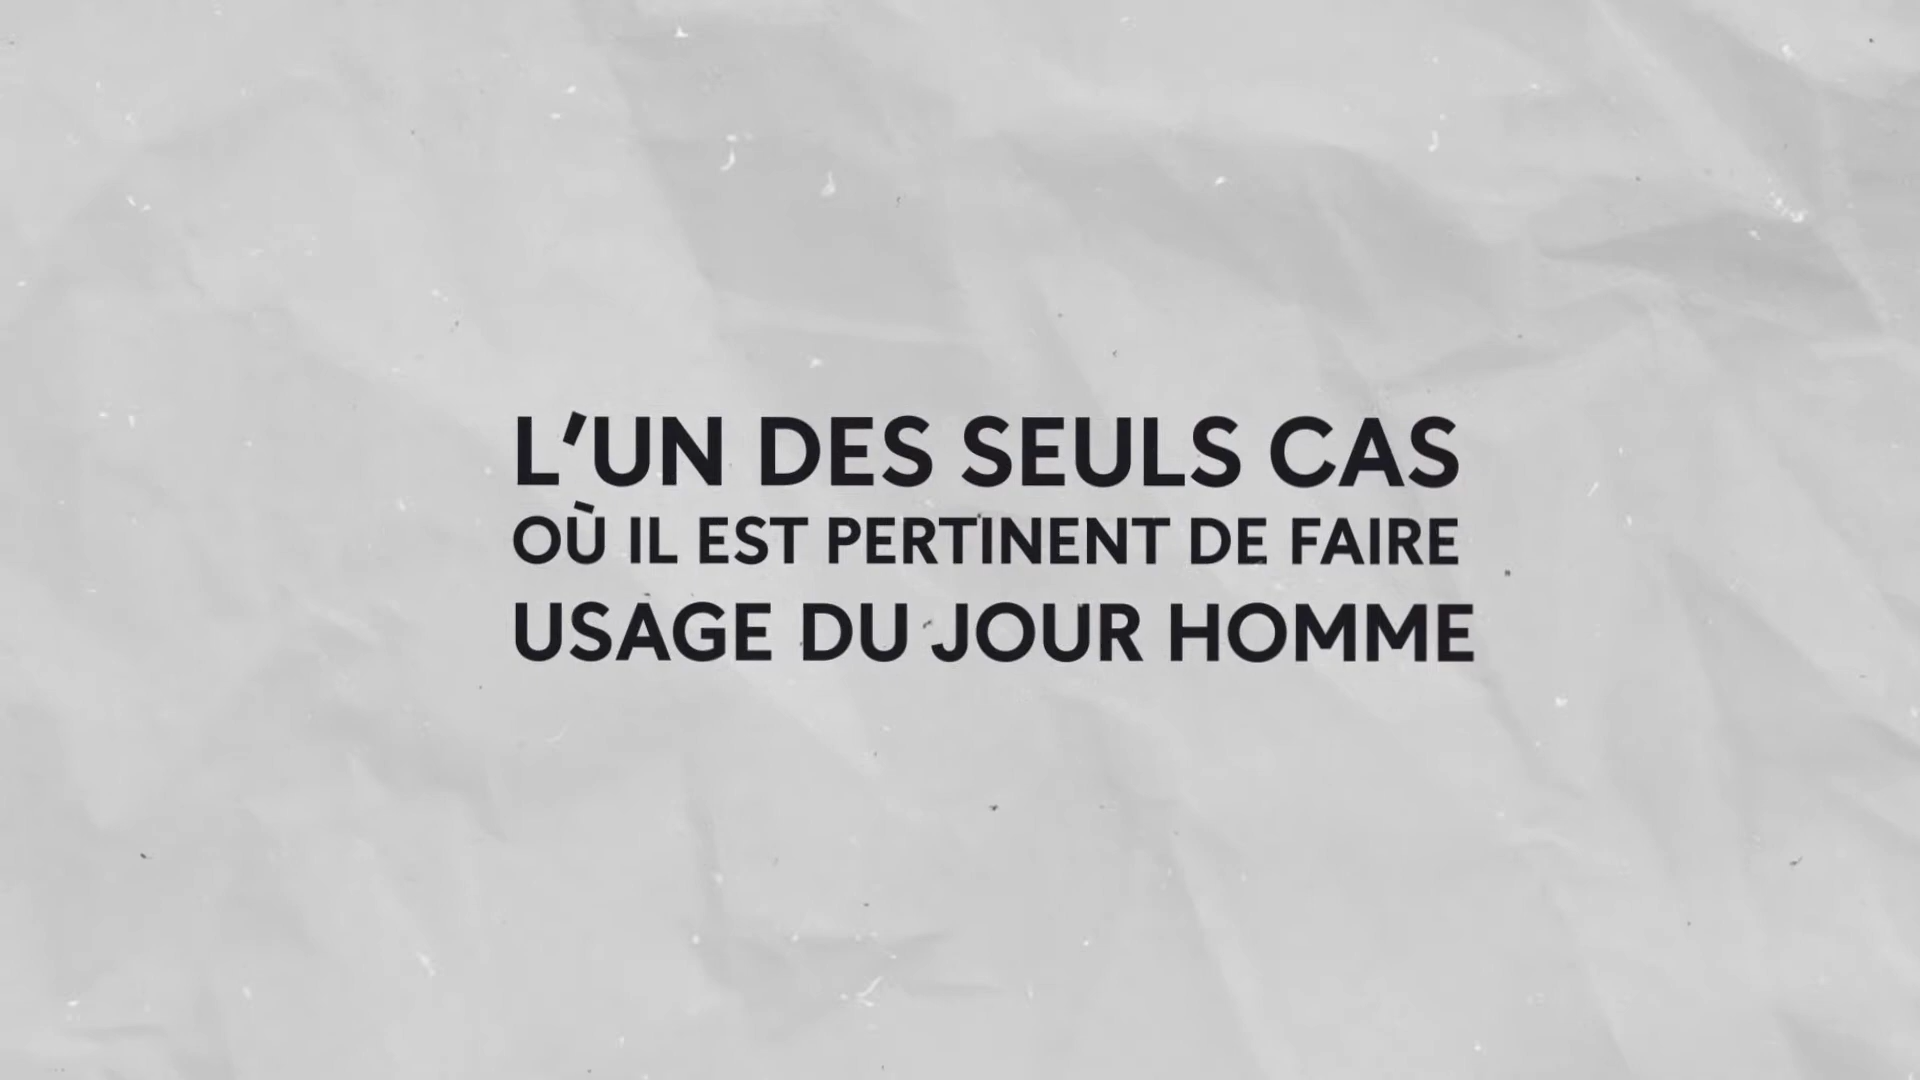 L'UN DES SEULS CAS
OÙ IL EST PERTINENT DE FAIRE
USAGE DU JOUR HOMME